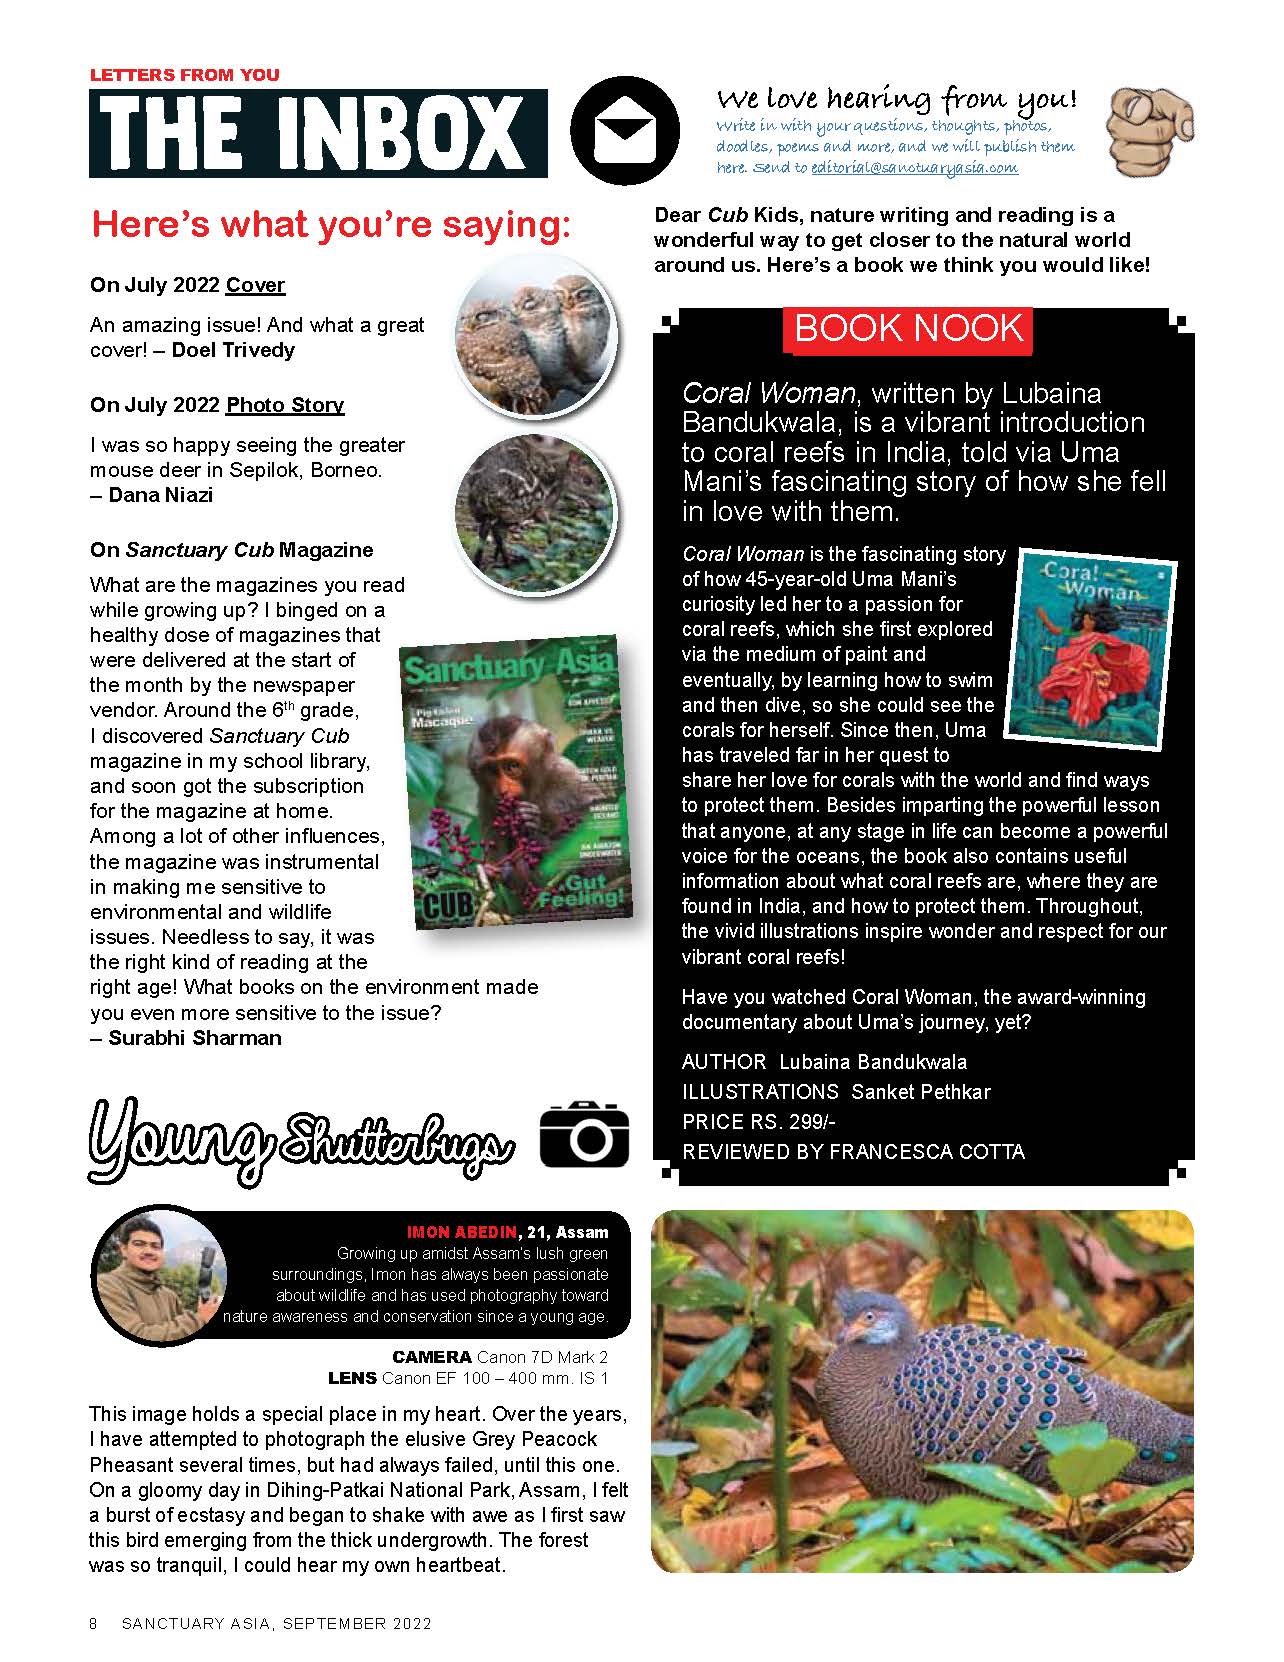 LETTERS FROM YOU
THE INBOX
We love hearing from you!
Write in with your questions, thoughts, photos,
doodles, poems and more, and we will publish them
here. Send to editorial@sanctuaryasia.com
Here's what you're saying:
On July 2022 Cover
An amazing issue! And what a great
cover! – Doel Trivedy
On July 2022 Photo Story
I was so happy seeing the greater
mouse deer in Sepilok, Borneo.
– Dana Niazi
On Sanctuary Cub Magazine
What are the magazines you read
while growing up? I binged on a
healthy dose of magazines that
were delivered at the start of
the month by the newspaper
vendor. Around the 6th grade,
I discovered Sanctuary Cub
magazine in my school library,
and soon got the subscription
for the magazine at home.
Among a lot of other influences,
the magazine was instrumental
in making me sensitive to
environmental and wildlife
issues. Needless to say, it was
the right kind of reading at the
right age! What books on the environment made
you even more sensitive to the issue?
– Surabhi Sharman
Sanctuary Asia
Pig-tailed
Macaque
CUB
Gut
Feeling!
Dear Cub Kids, nature writing and reading is a
wonderful way to get closer to the natural world
around us. Here's a book we think you would like!
BOOK NOOK
Coral Woman, written by Lubaina
Bandukwala, is a vibrant introduction
to coral reefs in India, told via Uma
Mani's fascinating story of how she fell
in love with them.
Coral Woman is the fascinating story
of how 45-year-old Uma Mani's
curiosity led her to a passion for
coral reefs, which she first explored
via the medium of paint and
eventually, by learning how to swim
and then dive, so she could see the
corals for herself. Since then, Uma
has traveled far in her quest to
share her love for corals with the world and find ways
to protect them. Besides imparting the powerful lesson
that anyone, at any stage in life can become a powerful
voice for the oceans, the book also contains useful
information about what coral reefs are, where they are
found in India, and how to protect them. Throughout,
the vivid illustrations inspire wonder and respect for our
vibrant coral reefs!
Coral
Woman
Have you watched Coral Woman, the award-winning
documentary about Uma's journey, yet?
AUTHOR Lubaina Bandukwala
ILLUSTRATIONS Sanket Pethkar
PRICE RS. 299/-
REVIEWED BY FRANCESCA COTTA
Young Shutterbugs
IMON ABEDIN, 21, Assam
Growing up amidst Assam's lush green
surroundings, Imon has always been passionate
about wildlife and has used photography toward
nature awareness and conservation since a young age.
CAMERA Canon 7D Mark 2
LENS Canon EF 100 – 400 mm. IS 1
This image holds a special place in my heart. Over the years,
I have attempted to photograph the elusive Grey Peacock
Pheasant several times, but had always failed, until this one.
On a gloomy day in Dihing-Patkai National Park, Assam, I felt
a burst of ecstasy and began to shake with awe as I first saw
this bird emerging from the thick undergrowth. The forest
was so tranquil, I could hear my own heartbeat.
8 SANCTUARY ASIA, SEPTEMBER 2022